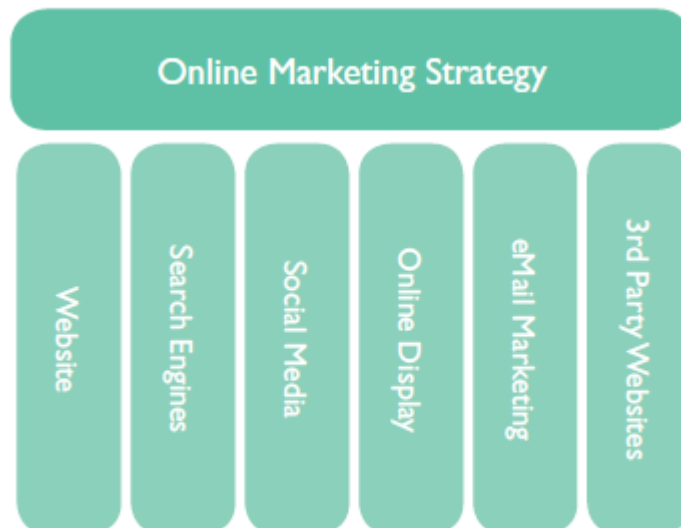 Online Marketing Strategy
Website
Search Engines
Social Media
Online Display
eMail Marketing
3rd Party Websites